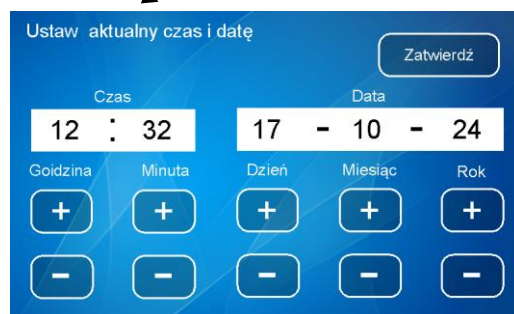 Ustaw aktualny czas i datę
Zatwierdź
Czas Data
12 : 32 17 - 10 - 24
Goidzina Minuta Dzień Miesiąc Rok
+ + + + +
- - - - -